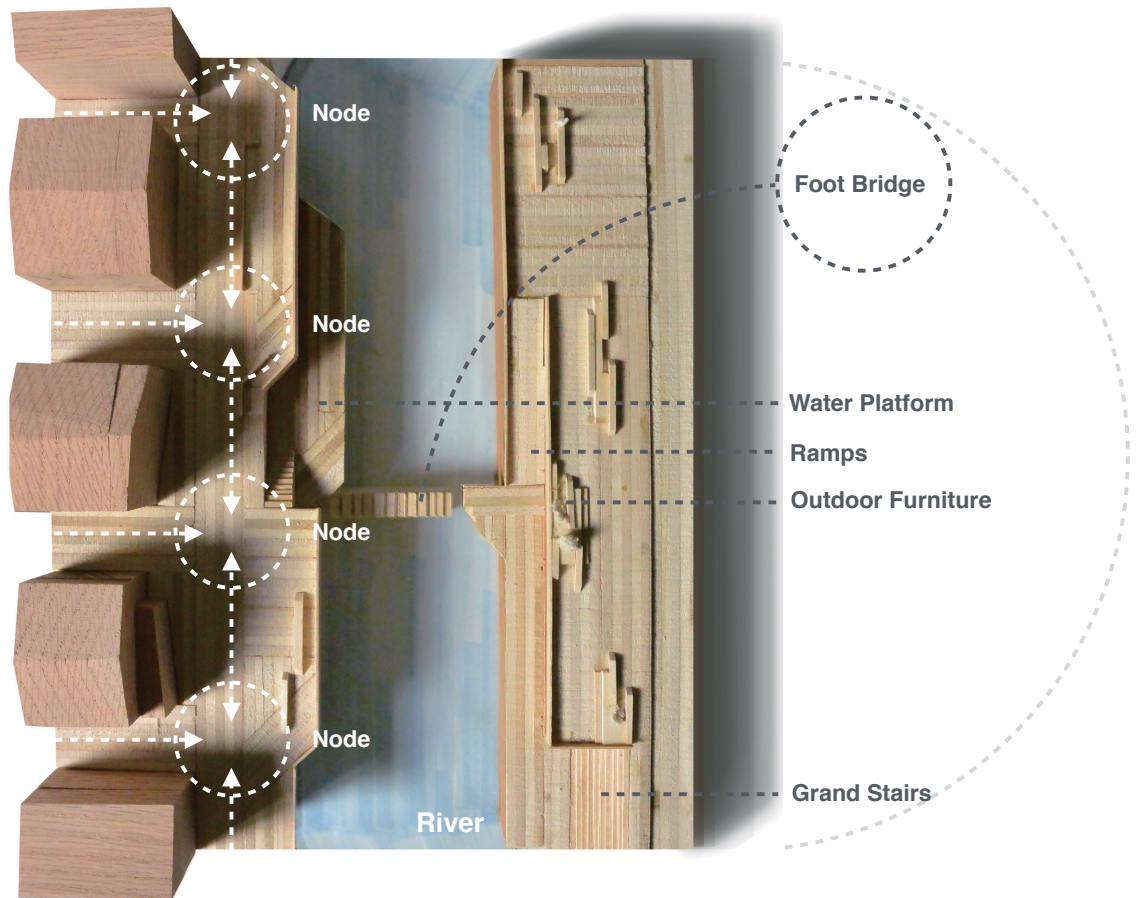 Node
Foot Bridge
Node
Water Platform
Ramps
Outdoor Furniture
Node
Node
Grand Stairs
River